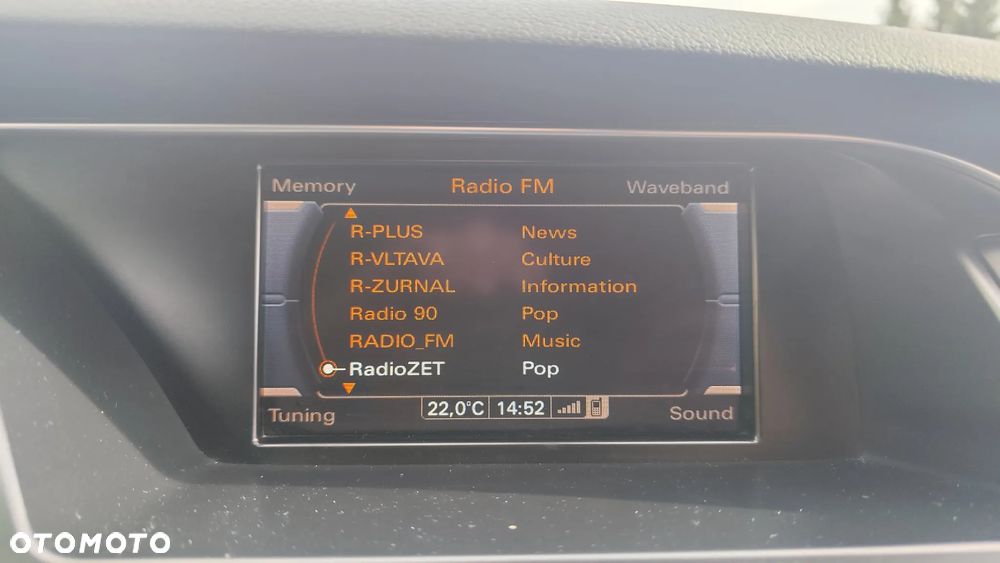 Memory Radio FM Waveband
R-PLUS News
R-VLTAVA Culture
R-ZURNAL Information
Radio 90 Pop
RADIO_FM Music
RadioZET Pop
Tuning 22,0°C 14:52 Sound
OTOMOTO